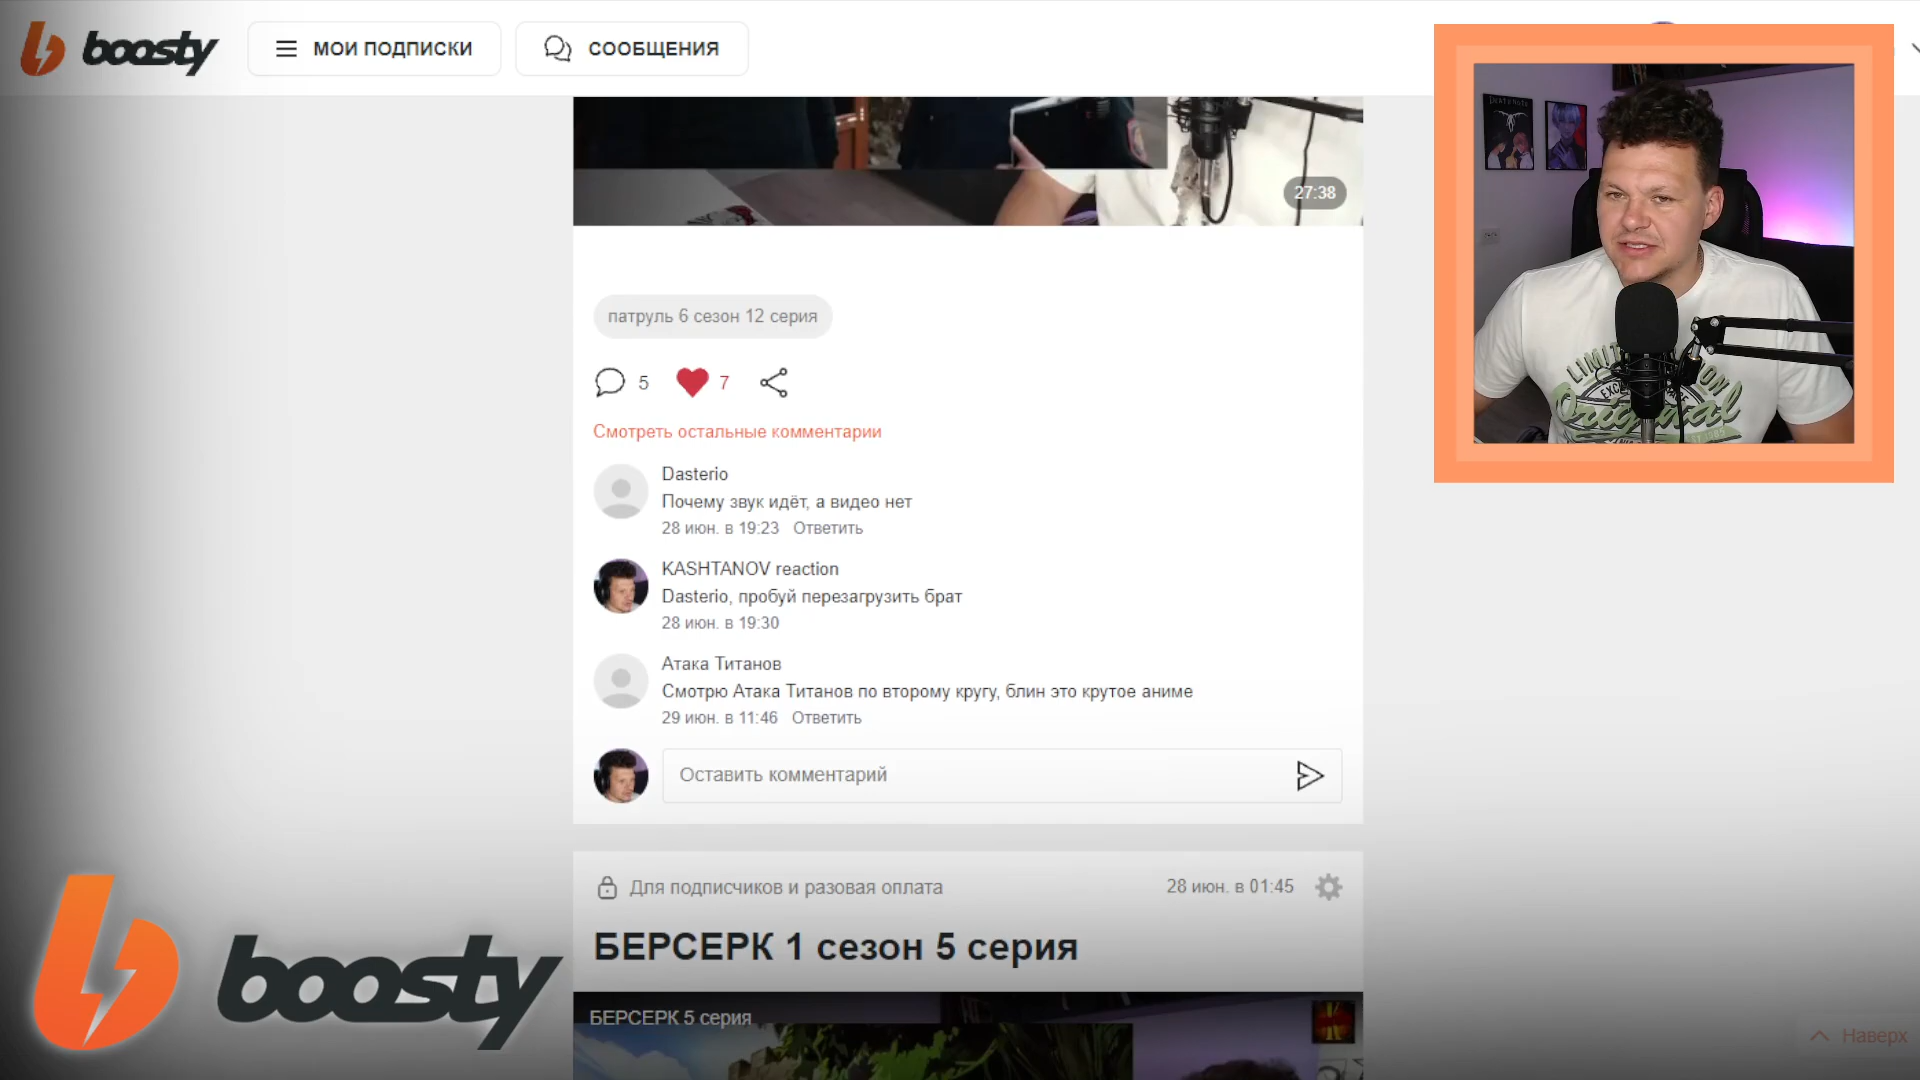 boosty
МОИ ПОДПИСКИ
СООБЩЕНИЯ
27:38
патруль 6 сезон 12 серия
5
7
Смотреть остальные комментарии
Dasterio
Почему звук идёт, а видео нет
28 июн. в 19:23 Ответить
KASHTANOV reaction
Dasterio, пробуй перезагрузить брат
28 июн. в 19:30
Атака Титанов
Смотрю Атака Титанов по второму кругу, блин это крутое аниме
29 июн. в 11:46 Ответить
Оставить комментарий
Для подписчиков и разовая оплата
28 июн. в 01:45
БЕРСЕРК 1 сезон 5 серия
БЕРСЕРК 5 серия
Наверх
boosty
DEATH NOTE
Original